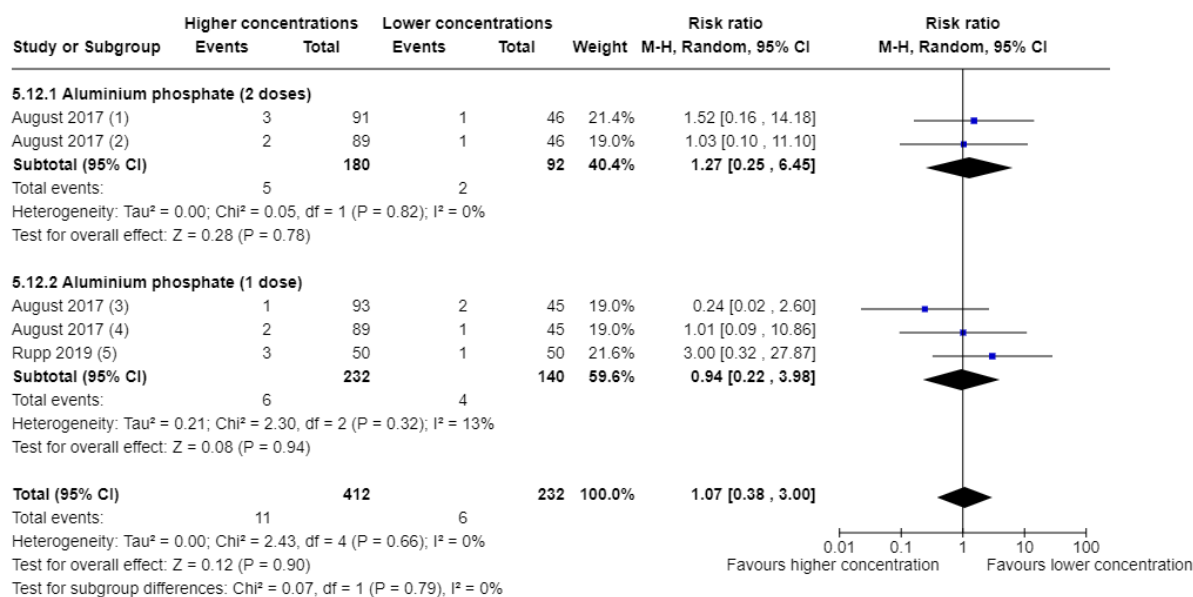 Higher concentrations Lower concentrations Risk ratio Risk ratio
Study or Subgroup Events Total Events Total Weight M-H, Random, 95% CI M-H, Random, 95% CI
5.12.1 Aluminium phosphate (2 doses)
August 2017 (1) 3 91 1 46 21.4% 1.52 [0.16 , 14.18]
August 2017 (2) 2 89 1 46 19.0% 1.03 [0.10 , 11.10]
Subtotal (95% CI) 180 92 40.4% 1.27 [0.25 , 6.45]
Total events: 5 2
Heterogeneity: Tau² = 0.00; Chi² = 0.05, df = 1 (P = 0.82); I² = 0%
Test for overall effect: Z = 0.28 (P = 0.78)
5.12.2 Aluminium phosphate (1 dose)
August 2017 (3) 1 93 2 45 19.0% 0.24 [0.02 , 2.60]
August 2017 (4) 2 89 1 45 19.0% 1.01 [0.09 , 10.86]
Rupp 2019 (5) 3 50 1 50 21.6% 3.00 [0.32 , 27.87]
Subtotal (95% CI) 232 140 59.6% 0.94 [0.22 , 3.98]
Total events: 6 4
Heterogeneity: Tau² = 0.21; Chi² = 2.30, df = 2 (P = 0.32); I² = 13%
Test for overall effect: Z = 0.08 (P = 0.94)
Total (95% CI) 412 232 100.0% 1.07 [0.38 , 3.00]
Total events: 11 6
Heterogeneity: Tau² = 0.00; Chi² = 2.43, df = 4 (P = 0.66); I² = 0%
0.01 0.1 1 10 100
Test for overall effect: Z = 0.12 (P = 0.90)
Favours higher concentration Favours lower concentration
Test for subgroup differences: Chi² = 0.07, df = 1 (P = 0.79), I² = 0%